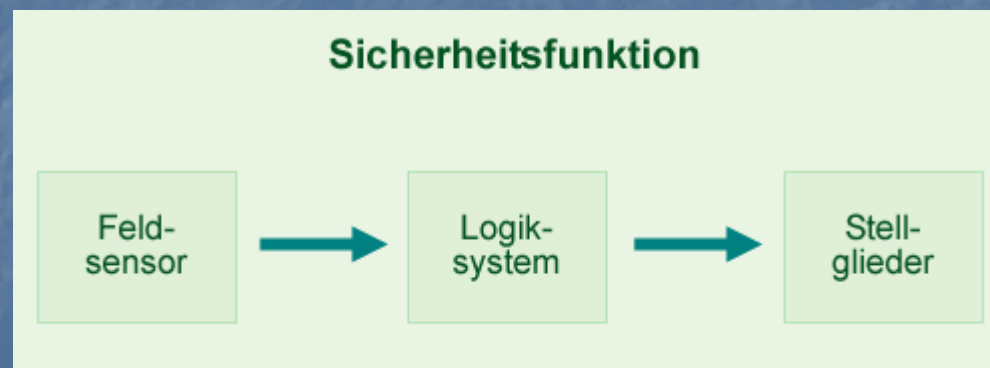 Sicherheitsfunktion
Feld-
sensor
Logik-
system
Stell-
glieder